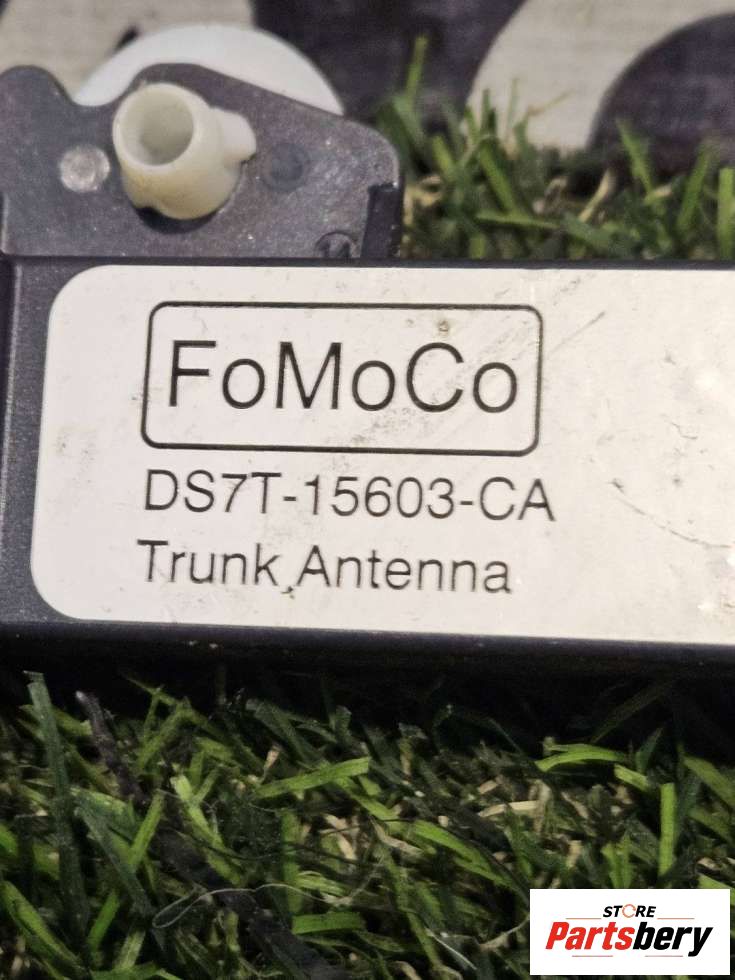 FoMoCo
DS7T-15603-CA
Trunk Antenna
STORE
Partsbery